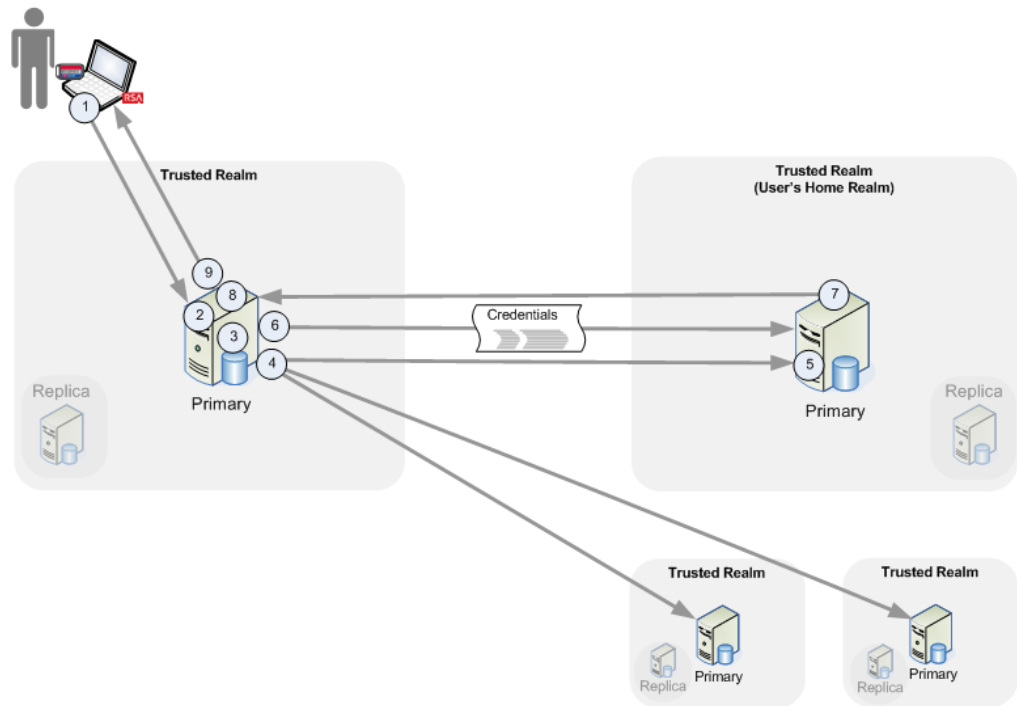 1
RSA
Trusted Realm
Trusted Realm
(User's Home Realm)
9
8
7
2
Credentials
6
3
4
5
Replica
Primary
Primary
Replica
Trusted Realm
Trusted Realm
Primary
Replica
Primary
Replica